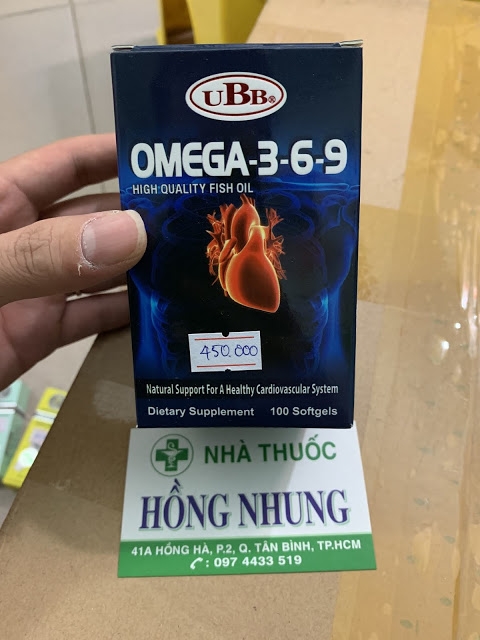 UBB®
OMEGA-3-6-9
HIGH QUALITY FISH OIL
450.000
Natural Support For A Healthy Cardiovascular System
Dietary Supplement 100 Softgels
NHÀ THUỐC
HỒNG NHUNG
41A HỒNG HÀ, P.2, Q. TÂN BÌNH, TP.HCM
: 097 4433 519